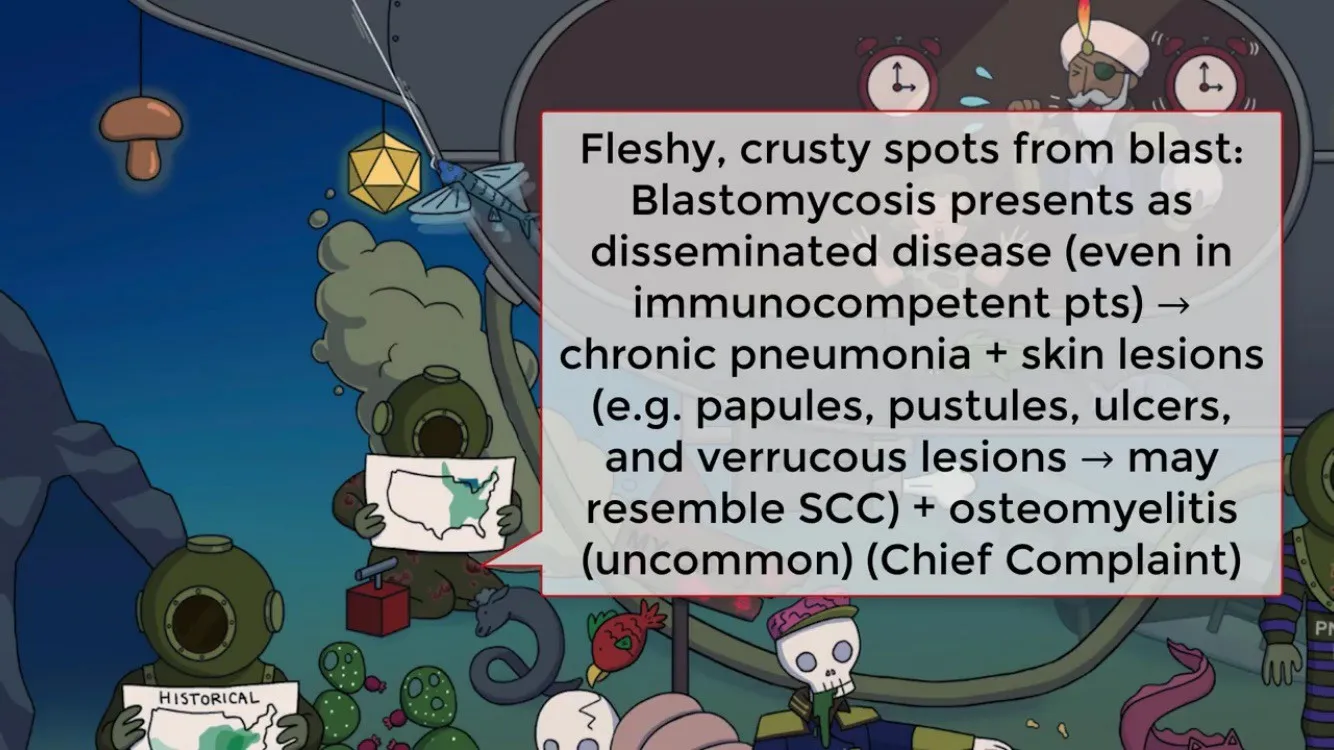 Fleshy, crusty spots from blast:
Blastomycosis presents as
disseminated disease (even in
immunocompetent pts) →
chronic pneumonia + skin lesions
(e.g. papules, pustules, ulcers,
and verrucous lesions → may
resemble SCC) + osteomyelitis
(uncommon) (Chief Complaint)
HISTORICAL